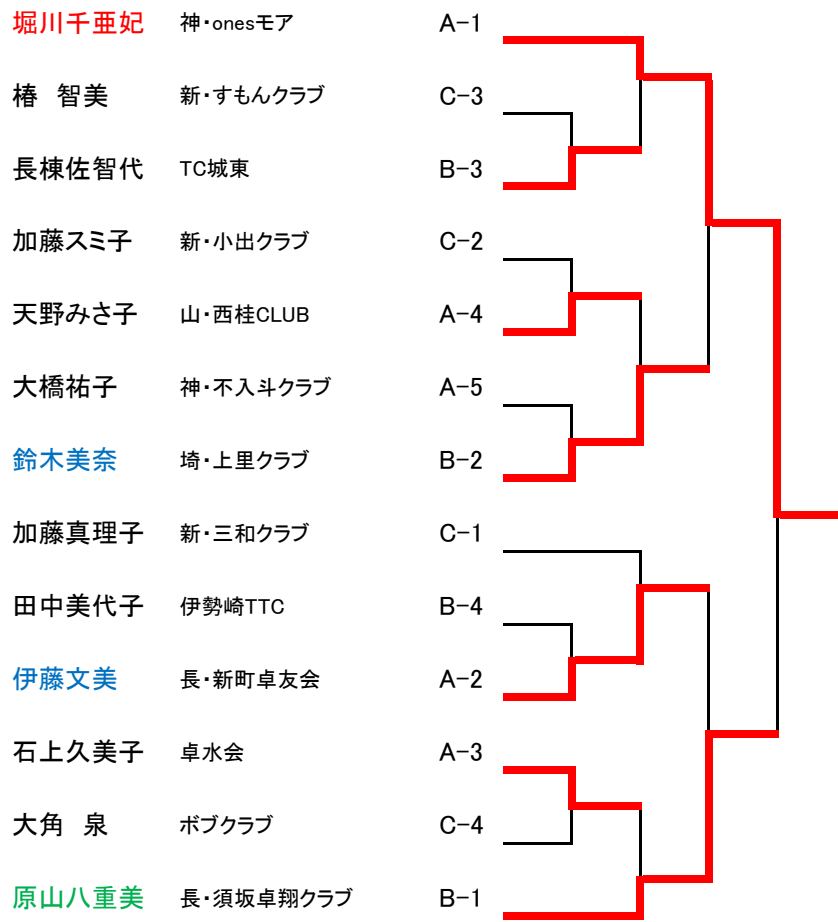 堀川千亜妃 神・onesモア A-1
椿 智美 新・すもんクラブ C-3
長棟佐智代 TC城東 B-3
加藤スミ子 新・小出クラブ C-2
天野みさ子 山・西桂CLUB A-4
大橋祐子 神・不入斗クラブ A-5
鈴木美奈 埼・上里クラブ B-2
加藤真理子 新・三和クラブ C-1
田中美代子 伊勢崎TTC B-4
伊藤文美 長・新町卓友会 A-2
石上久美子 卓水会 A-3
大角 泉 ボブクラブ C-4
原山八重美 長・須坂卓翔クラブ B-1